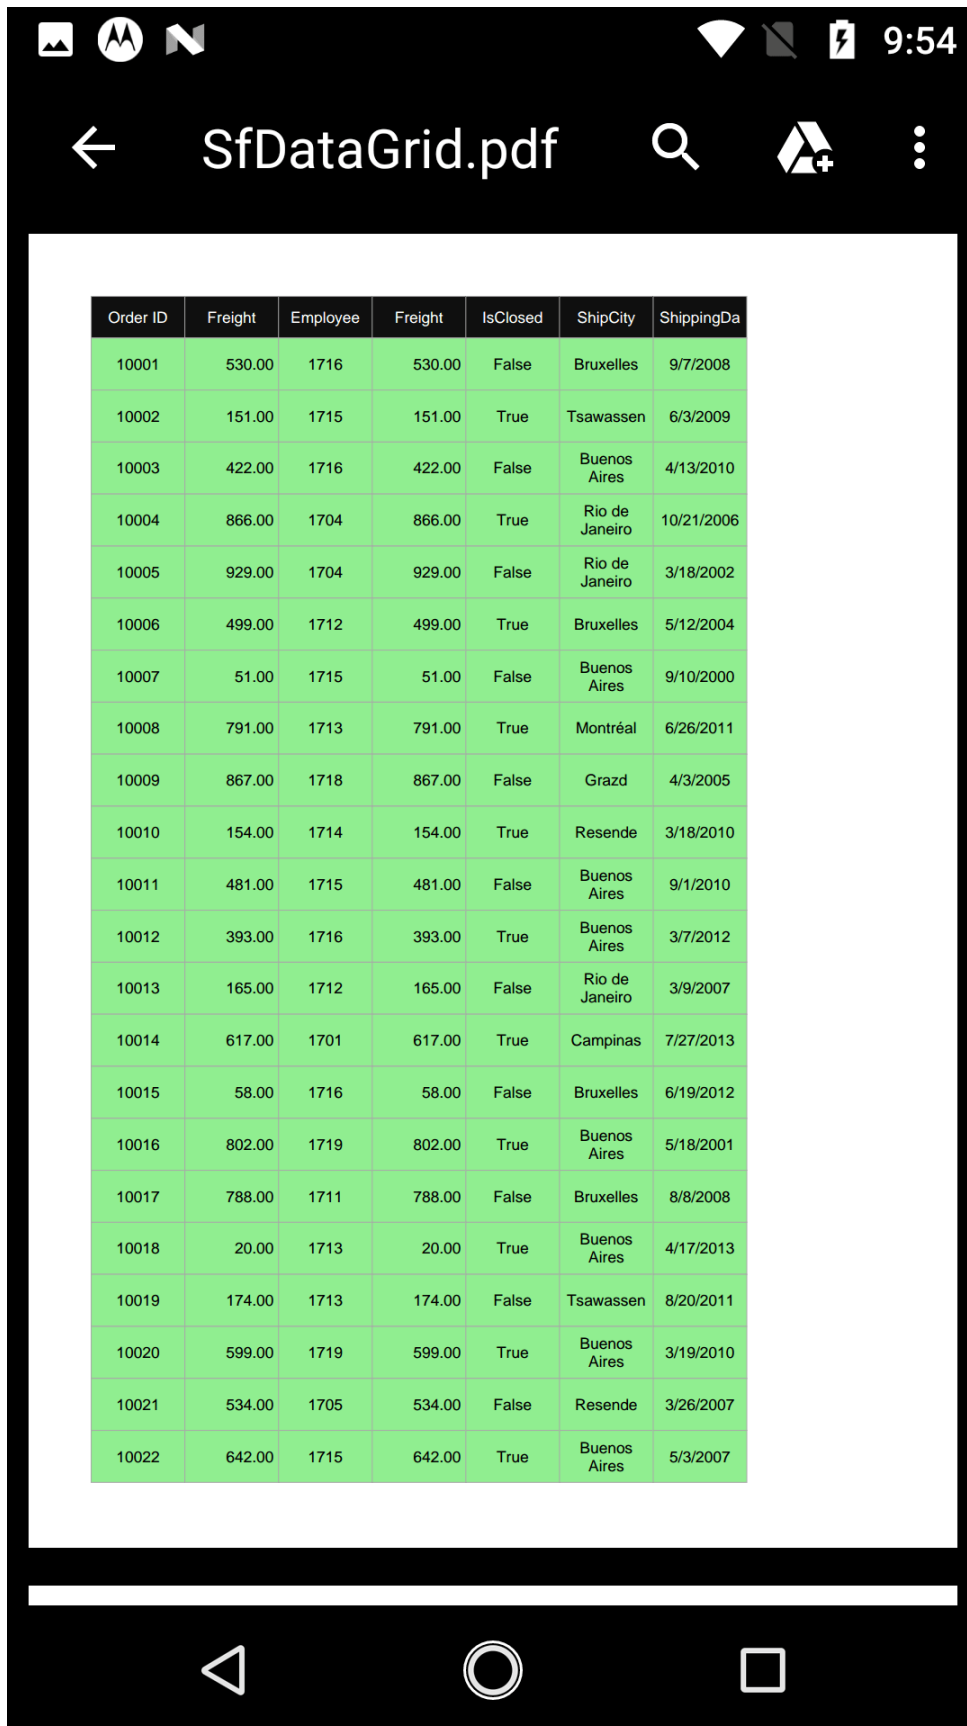 9:54
SfDataGrid.pdf
Order ID Freight Employee Freight IsClosed ShipCity ShippingDa
10001 530.00 1716 530.00 False Bruxelles 9/7/2008
10002 151.00 1715 151.00 True Tsawassen 6/3/2009
10003 422.00 1716 422.00 False Buenos Aires 4/13/2010
10004 866.00 1704 866.00 True Rio de Janeiro 10/21/2006
10005 929.00 1704 929.00 False Rio de Janeiro 3/18/2002
10006 499.00 1712 499.00 True Bruxelles 5/12/2004
10007 51.00 1715 51.00 False Buenos Aires 9/10/2000
10008 791.00 1713 791.00 True Montréal 6/26/2011
10009 867.00 1718 867.00 False Grazd 4/3/2005
10010 154.00 1714 154.00 True Resende 3/18/2010
10011 481.00 1715 481.00 False Buenos Aires 9/1/2010
10012 393.00 1716 393.00 True Buenos Aires 3/7/2012
10013 165.00 1712 165.00 False Rio de Janeiro 3/9/2007
10014 617.00 1701 617.00 True Campinas 7/27/2013
10015 58.00 1716 58.00 False Bruxelles 6/19/2012
10016 802.00 1719 802.00 True Buenos Aires 5/18/2001
10017 788.00 1711 788.00 False Bruxelles 8/8/2008
10018 20.00 1713 20.00 True Buenos Aires 4/17/2013
10019 174.00 1713 174.00 False Tsawassen 8/20/2011
10020 599.00 1719 599.00 True Buenos Aires 3/19/2010
10021 534.00 1705 534.00 False Resende 3/26/2007
10022 642.00 1715 642.00 True Buenos Aires 5/3/2007